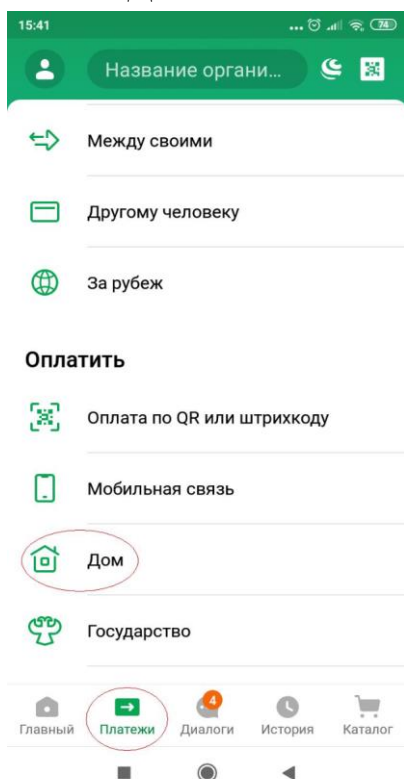 15:41
74
Название органи...
Между своими
Другому человеку
За рубеж
Оплатить
Оплата по QR или штрихкоду
Мобильная связь
Дом
Государство
4
Главный Платежи Диалоги История Каталог